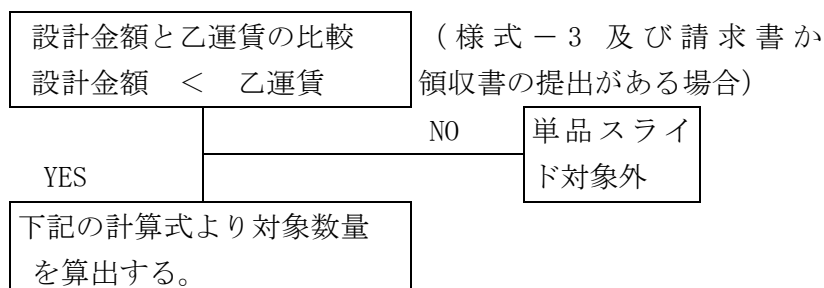 設計金額と乙運賃の比較
設計金額 < 乙運賃
(様式－3 及び請求書か
領収書の提出がある場合)
NO
単品スライ
ド対象外
YES
下記の計算式より対象数量
を算出する。